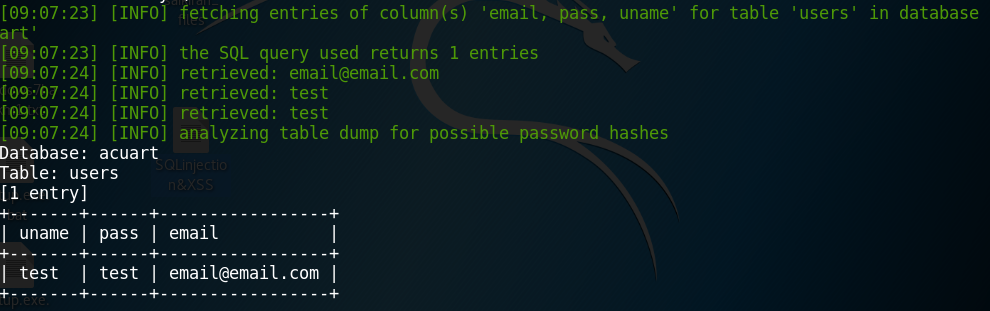 [09:07:23] [INFO] fetching entries of column(s) 'email, pass, uname' for table 'users' in database
art'
[09:07:23] [INFO] the SQL query used returns 1 entries
[09:07:24] [INFO] retrieved: email@email.com
[09:07:24] [INFO] retrieved: test
[09:07:24] [INFO] retrieved: test
[09:07:24] [INFO] analyzing table dump for possible password hashes
Database: acuart
Table: users
[1 entry]
+-------+------+-----------------+
| uname | pass | email           |
+-------+------+-----------------+
| test  | test | email@email.com |
+-------+------+-----------------+
SQLInjectio
n&XSS
tup.exe